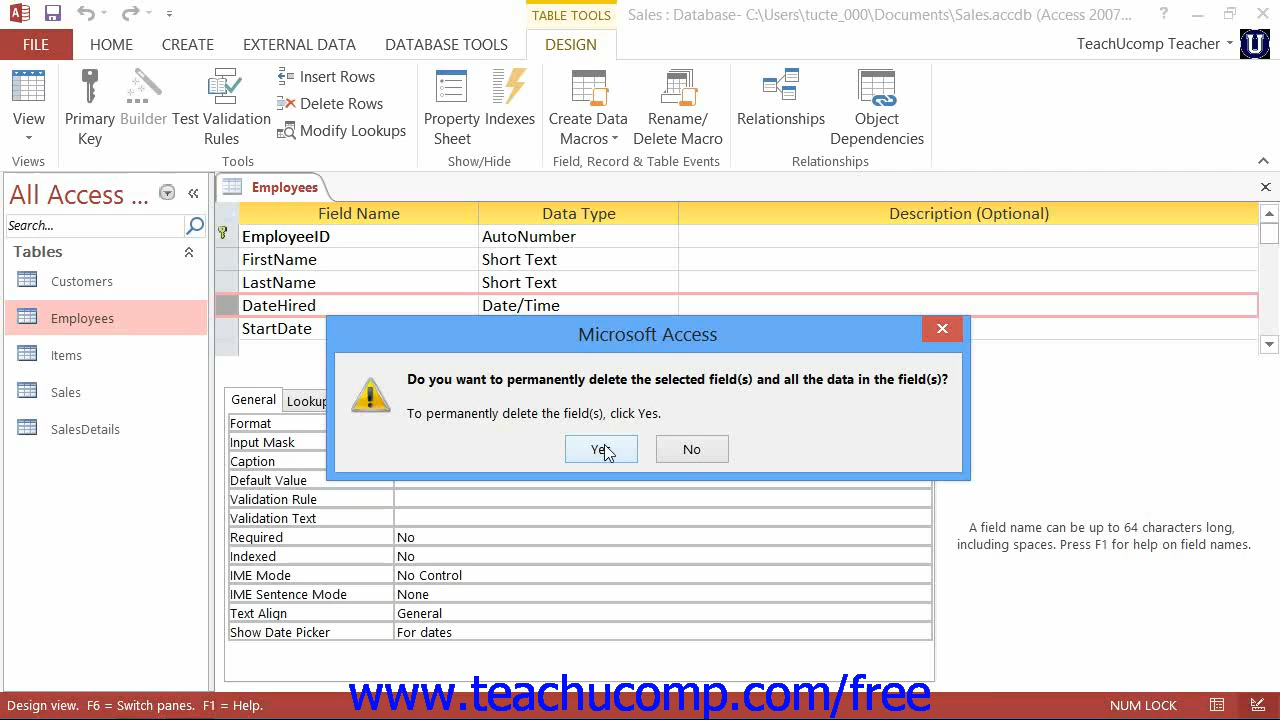 TABLE TOOLS
Sales : Database- C:\Users\tucte_000\Documents\Sales.accdb (Access 2007...
?
FILE
HOME
CREATE
EXTERNAL DATA
DATABASE TOOLS
DESIGN
TeachUcomp Teacher
U
View
Primary
Key
Builder
Test Validation
Rules
Insert Rows
Delete Rows
Modify Lookups
Property
Sheet
Indexes
Create Data
Macros
Rename/
Delete Macro
Relationships
Object
Dependencies
Views
Tools
Show/Hide
Field, Record & Table Events
Relationships
All Access ...
Search...
Tables
Customers
Employees
Items
Sales
SalesDetails
Employees
Field Name Data Type Description (Optional)
EmployeeID AutoNumber
FirstName Short Text
LastName Short Text
DateHired Date/Time
StartDate
Microsoft Access
Do you want to permanently delete the selected field(s) and all the data in the field(s)?
To permanently delete the field(s), click Yes.
Yes No
General
Format
Input Mask
Caption
Default Value
Validation Rule
Validation Text
Required No
Indexed No
IME Mode No Control
IME Sentence Mode None
Text Align General
Show Date Picker For dates
A field name can be up to 64 characters long,
including spaces. Press F1 for help on field names.
www.teachucomp.com/free
Design view. F6 = Switch panes. F1 = Help.
NUM LOCK